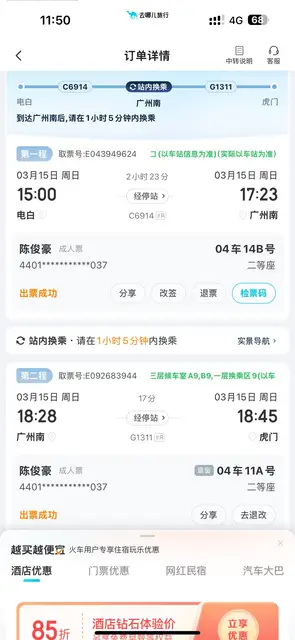 11:50
去哪儿旅行
4G 68
订单详情
中转说明
客服
C6914 站内换乘 G1311
电白 广州南 虎门
到达广州南后,请在1小时5分钟内换乘
第一程 取票号:E043949624 (以车站信息为准)(实际以车站为准)
03月15日 周日 2小时23分 03月15日 周日
15:00 经停站 > 17:23
电白 C6914 广州南
陈俊豪 成人票 04车 14B号
4401***********037 二等座
出票成功 分享 改签 退票 检票码
站内换乘 · 请在1小时5分钟内换乘 实景导航 >
第二程 取票号:E092683944 三层候车室A9,B9,一层换乘区9(以车
03月15日 周日 17分 03月15日 周日
18:28 经停站 > 18:45
广州南 G1311 虎门
陈俊豪 成人票 靠窗 04车 11A号
4401***********037 二等座
出票成功 分享 去退改
越买越便宜 火车用户专享住宿玩乐优惠
酒店优惠 门票优惠 网红民宿 汽车大巴
85折 酒店钻石体验价 立享
优惠